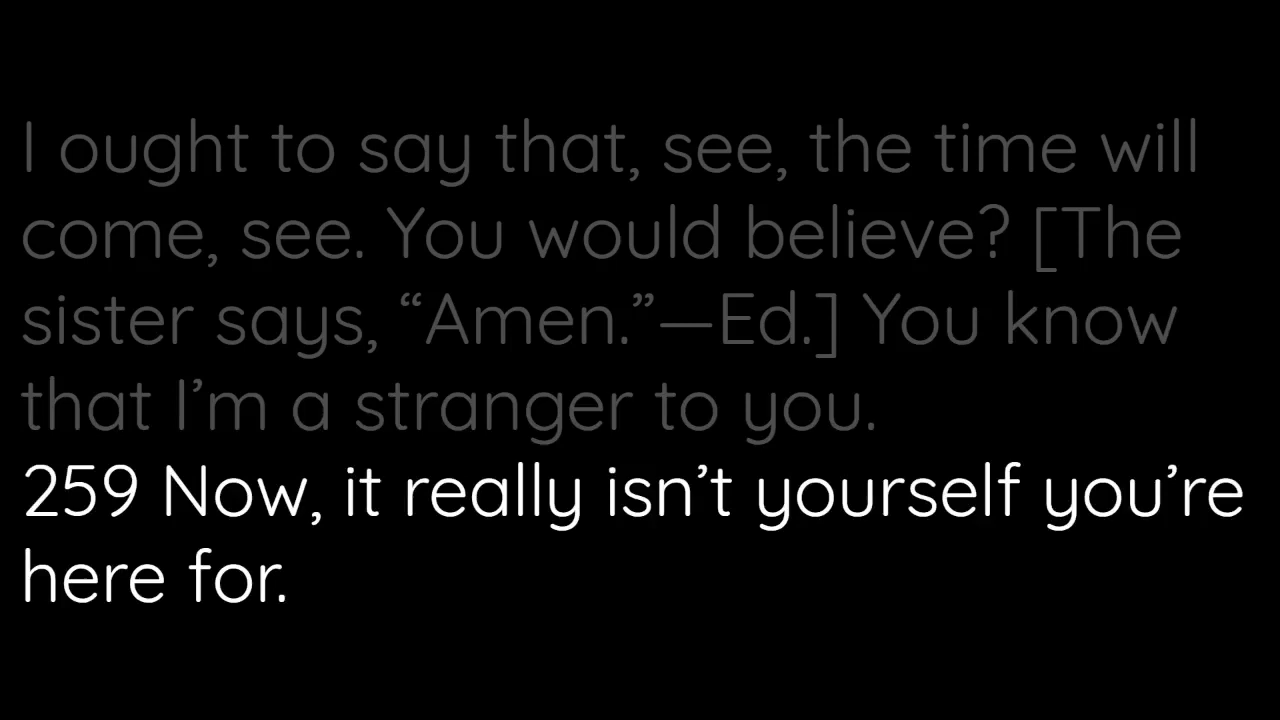 I ought to say that, see, the time will
come, see. You would believe? [The
sister says, “Amen.”—Ed.] You know
that I’m a stranger to you.
259 Now, it really isn’t yourself you’re
here for.